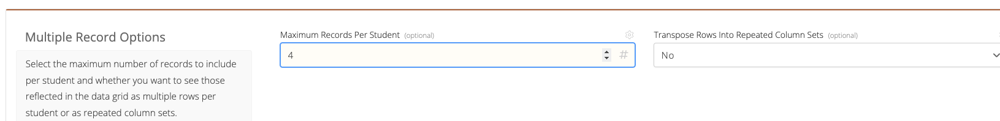 Multiple Record Options
Select the maximum number of records to include
per student and whether you want to see those
reflected in the data grid as multiple rows per
student or as repeated column sets.
Maximum Records Per Student (optional)
4
#
Transpose Rows Into Repeated Column Sets (optional)
No